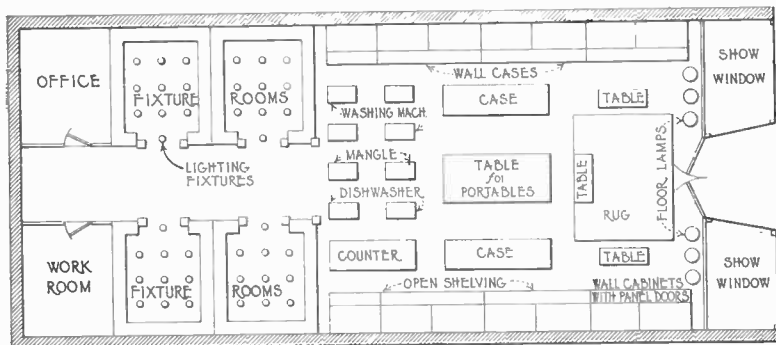 OFFICE
FIXTURE
ROOMS
LIGHTING
FIXTURES
WORK
ROOM
FIXTURE
ROOMS
WALL CASES
WASHING MACH.
MANGLE
DISHWASHER
COUNTER
CASE
TABLE
for
PORTABLES
CASE
OPEN SHELVING
TABLE
TABLE
RUG
FLOOR LAMPS
TABLE
WALL CABINETS
WITH PANEL DOORS
SHOW
WINDOW
SHOW
WINDOW